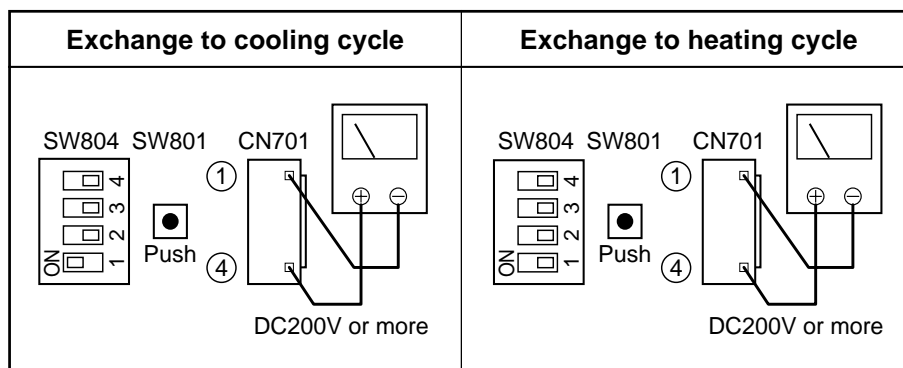 Exchange to cooling cycle
SW804 SW801 CN701
4
3
2
1
ON
Push
①
④
⊕ ⊖
DC200V or more
Exchange to heating cycle
SW804 SW801 CN701
4
3
2
1
ON
Push
①
④
⊕ ⊖
DC200V or more